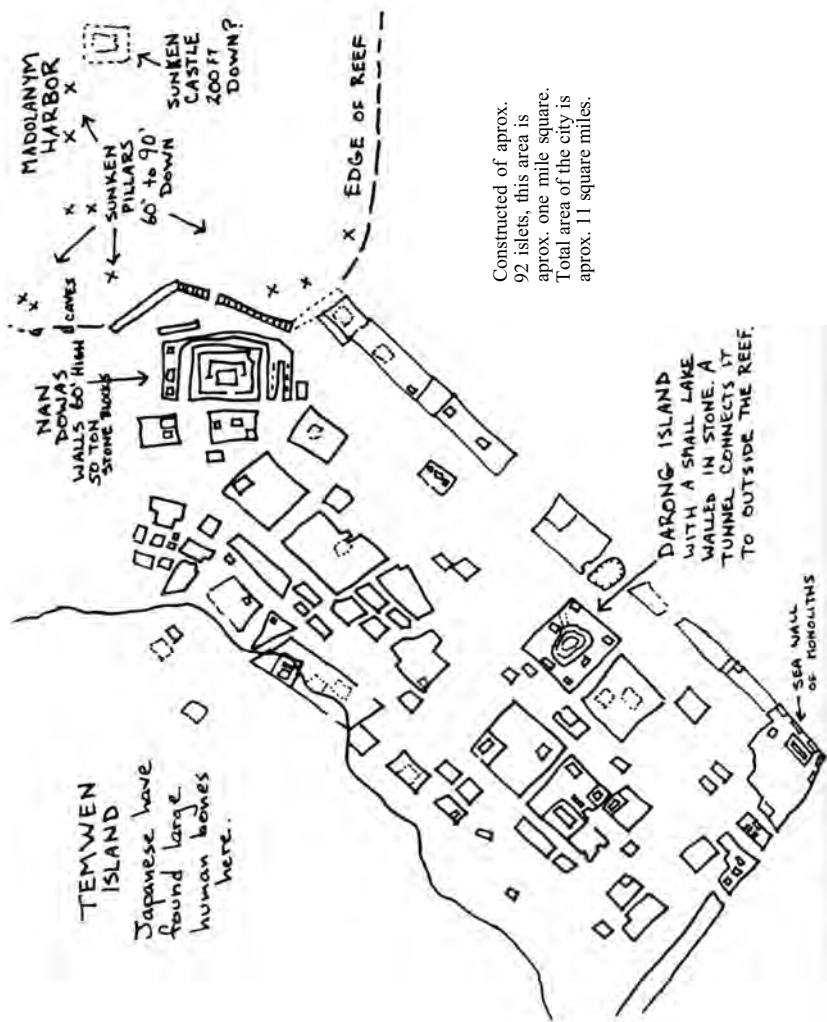 MADOLANYM
HARBOR
SUNKEN
CASTLE
200 FT
DOWN?
SUNKEN
PILLARS
60' to 90'
DOWN
EDGE OF REEF
CAVES
NAN
DOWAS
WALLS 60' HIGH
50 TON
STONE BLOCKS
Constructed of aprox.
92 islets, this area is
aprox. one mile square.
Total area of the city is
aprox. 11 square miles.
TEMWEN
ISLAND
Japanese have
found large
human bones
here.
DARONG ISLAND
WITH A SMALL LAKE
WALLED IN STONE. A
TUNNEL CONNECTS IT
TO OUTSIDE THE REEF.
SEA WALL
OF MONOLITHS